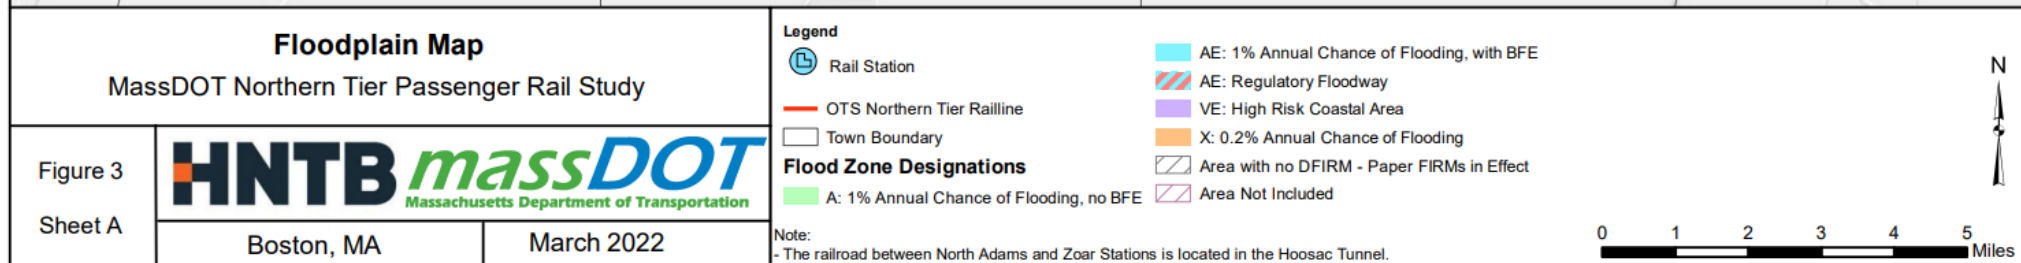 Floodplain Map
MassDOT Northern Tier Passenger Rail Study
Figure 3
Sheet A
HNTB
massDOT
Massachusetts Department of Transportation
Boston, MA
March 2022
Legend
Rail Station
OTS Northern Tier Railline
Town Boundary
Flood Zone Designations
A: 1% Annual Chance of Flooding, no BFE
AE: 1% Annual Chance of Flooding, with BFE
AE: Regulatory Floodway
VE: High Risk Coastal Area
X: 0.2% Annual Chance of Flooding
Area with no DFIRM - Paper FIRMs in Effect
Area Not Included
Note:
- The railroad between North Adams and Zoar Stations is located in the Hoosac Tunnel.
N
0 1 2 3 4 5
Miles